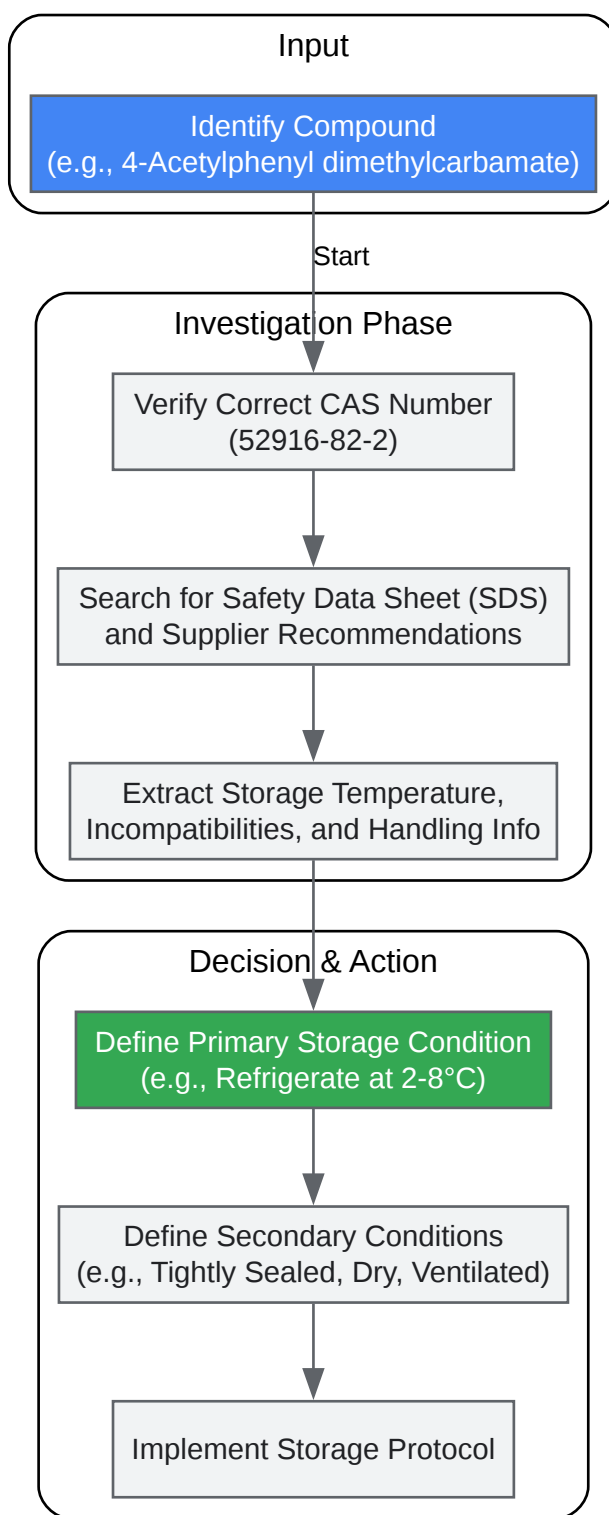 Input
Identify Compound
(e.g., 4-Acetylphenyl dimethylcarbamate)
Start
Investigation Phase
Verify Correct CAS Number
(52916-82-2)
Search for Safety Data Sheet (SDS)
and Supplier Recommendations
Extract Storage Temperature,
Incompatibilities, and Handling Info
Decision & Action
Define Primary Storage Condition
(e.g., Refrigerate at 2-8°C)
Define Secondary Conditions
(e.g., Tightly Sealed, Dry, Ventilated)
Implement Storage Protocol